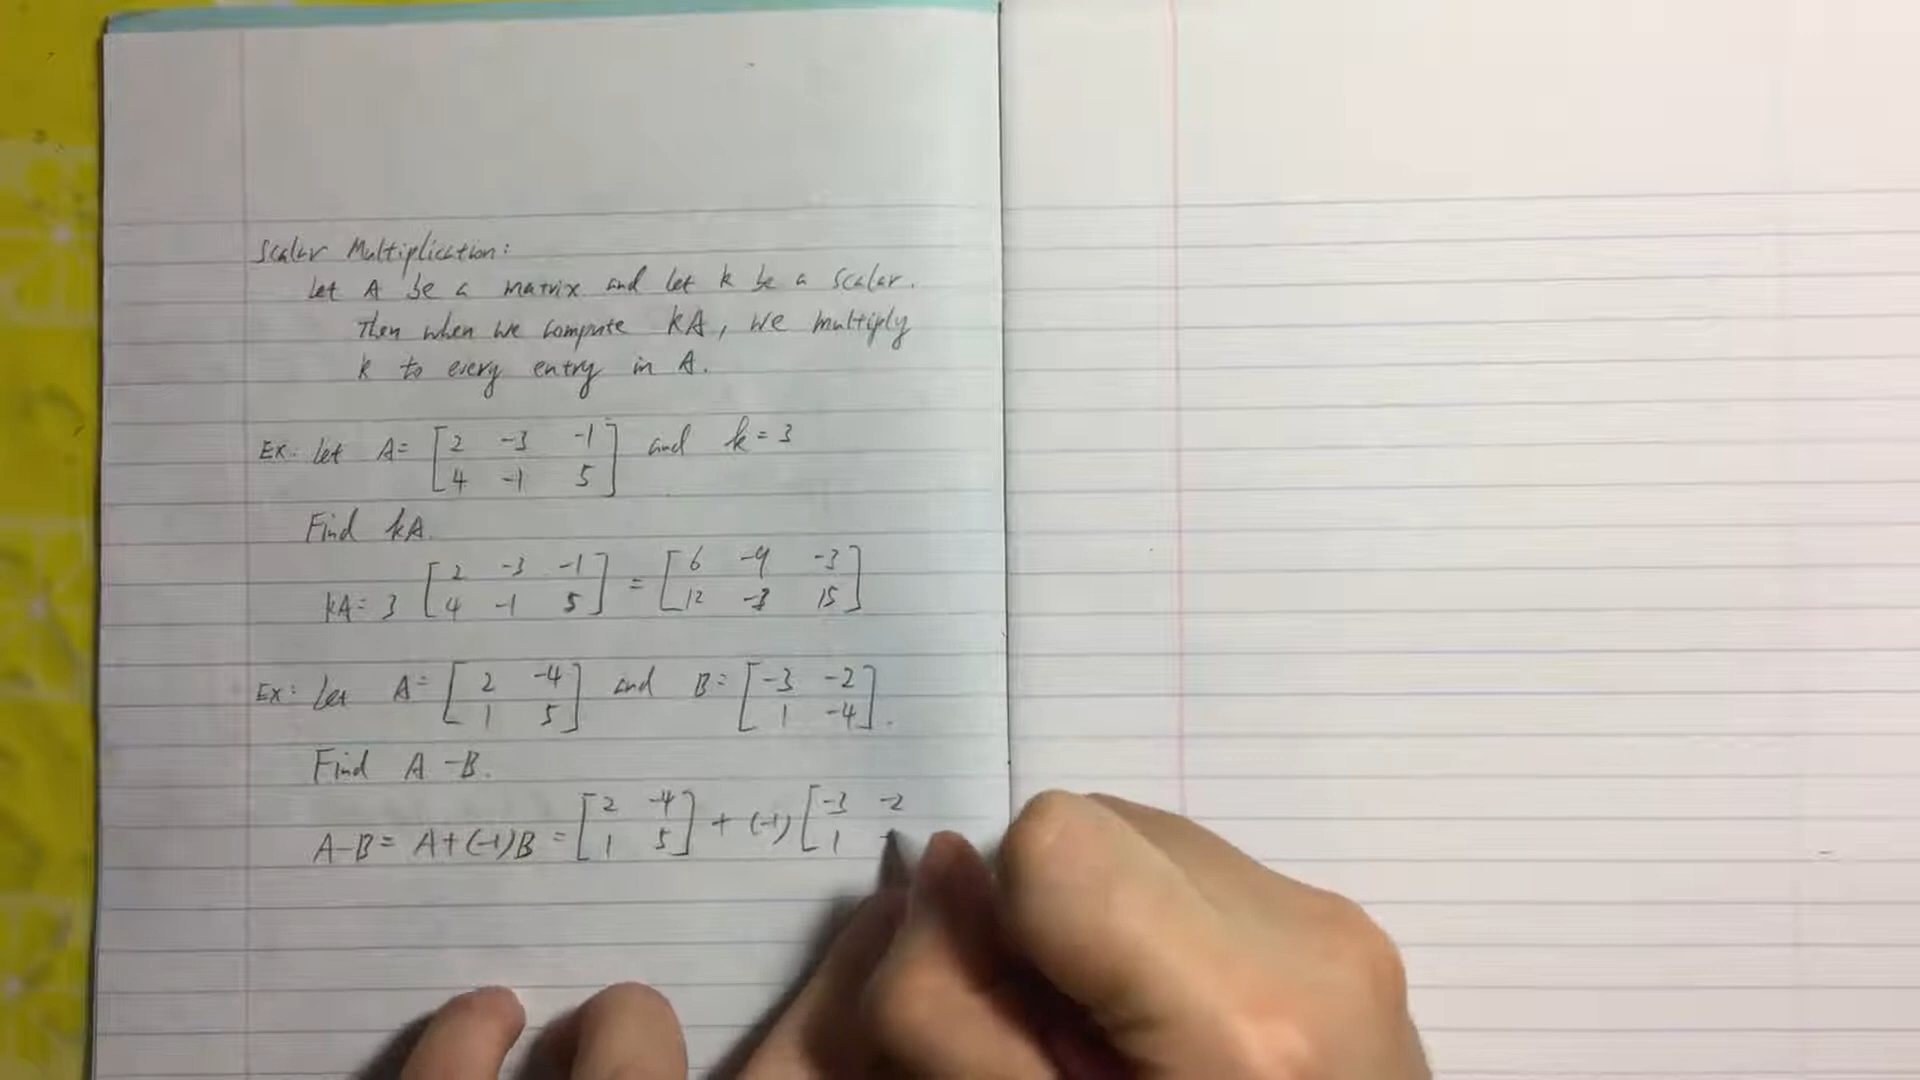 Scalar Multiplication:
Let A be a matrix and let k be a scalar.
Then when we compute kA, we multiply
k to every entry in A.
Ex: Let A = [2 -3 -1
4 -1 5] and k = 3
Find kA.
kA = 3 [2 -3 -1
4 -1 5] = [6 -9 -3
12 -3 15]
Ex: Let A = [2 -4
1 5] and B = [-3 -2
1 -4].
Find A - B.
A-B = A+(-1)B = [2 -4
1 5] + (-1) [-3 -2
1